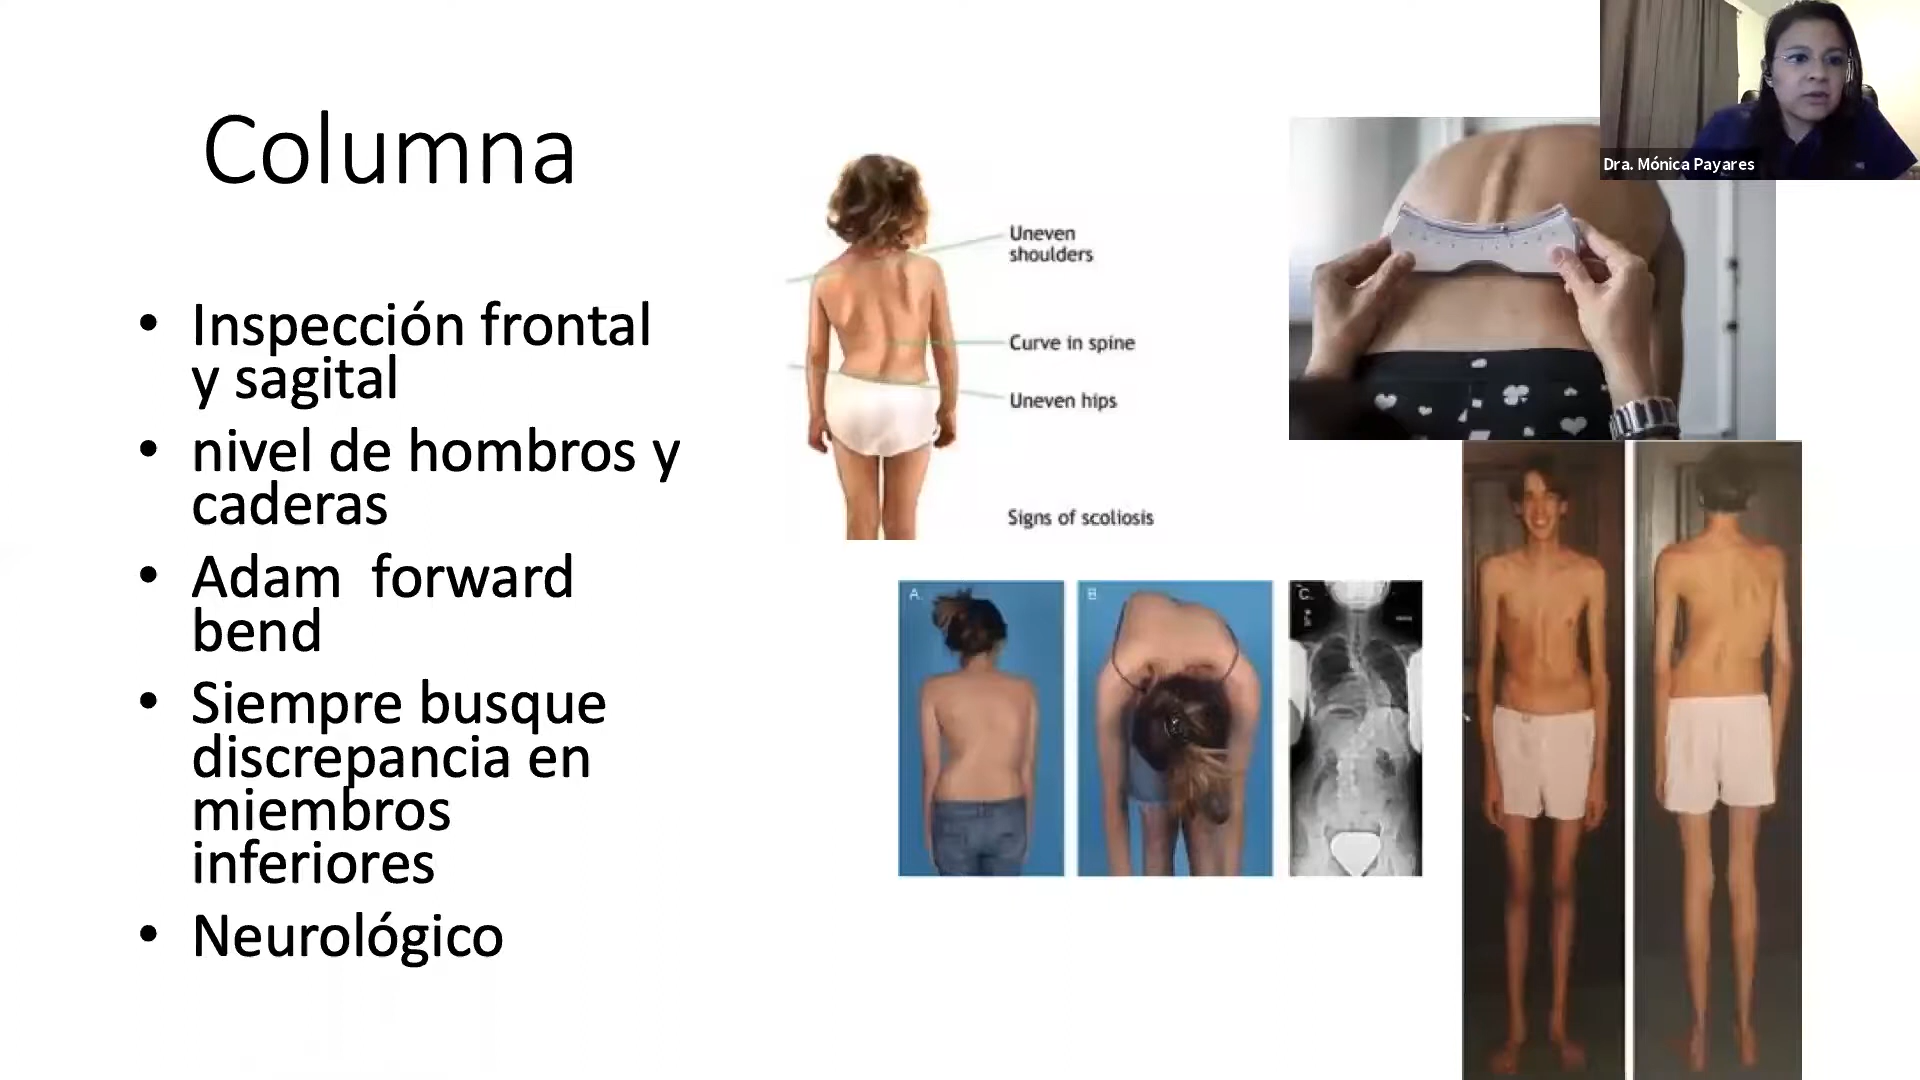 Columna
• Inspección frontal
y sagital
• nivel de hombros y
caderas
• Adam forward
bend
• Siempre busque
discrepancia en
miembros
inferiores
• Neurológico
Uneven
shoulders
Curve in spine
Uneven hips
Signs of scoliosis
A.
B
C.
Dra. Mónica Payares